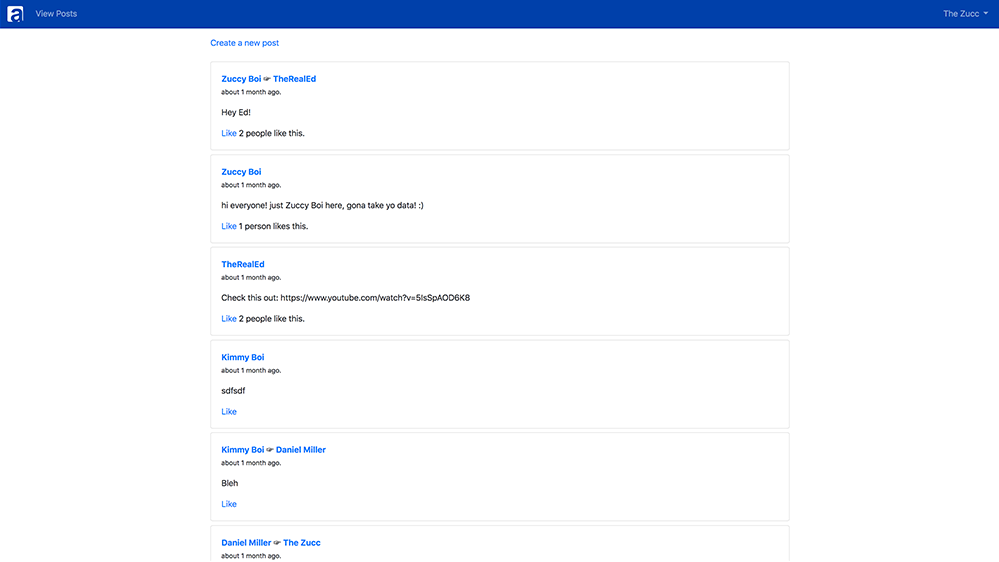 a View Posts The Zucc
Create a new post
Zuccy Boi ☞ TheRealEd
about 1 month ago.
Hey Ed!
Like 2 people like this.
Zuccy Boi
about 1 month ago.
hi everyone! just Zuccy Boi here, gona take yo data! :)
Like 1 person likes this.
TheRealEd
about 1 month ago.
Check this out: https://www.youtube.com/watch?v=5IsSpAOD6K8
Like 2 people like this.
Kimmy Boi
about 1 month ago.
sdfsdf
Like
Kimmy Boi ☞ Daniel Miller
about 1 month ago.
Bleh
Like
Daniel Miller ☞ The Zucc
about 1 month ago.